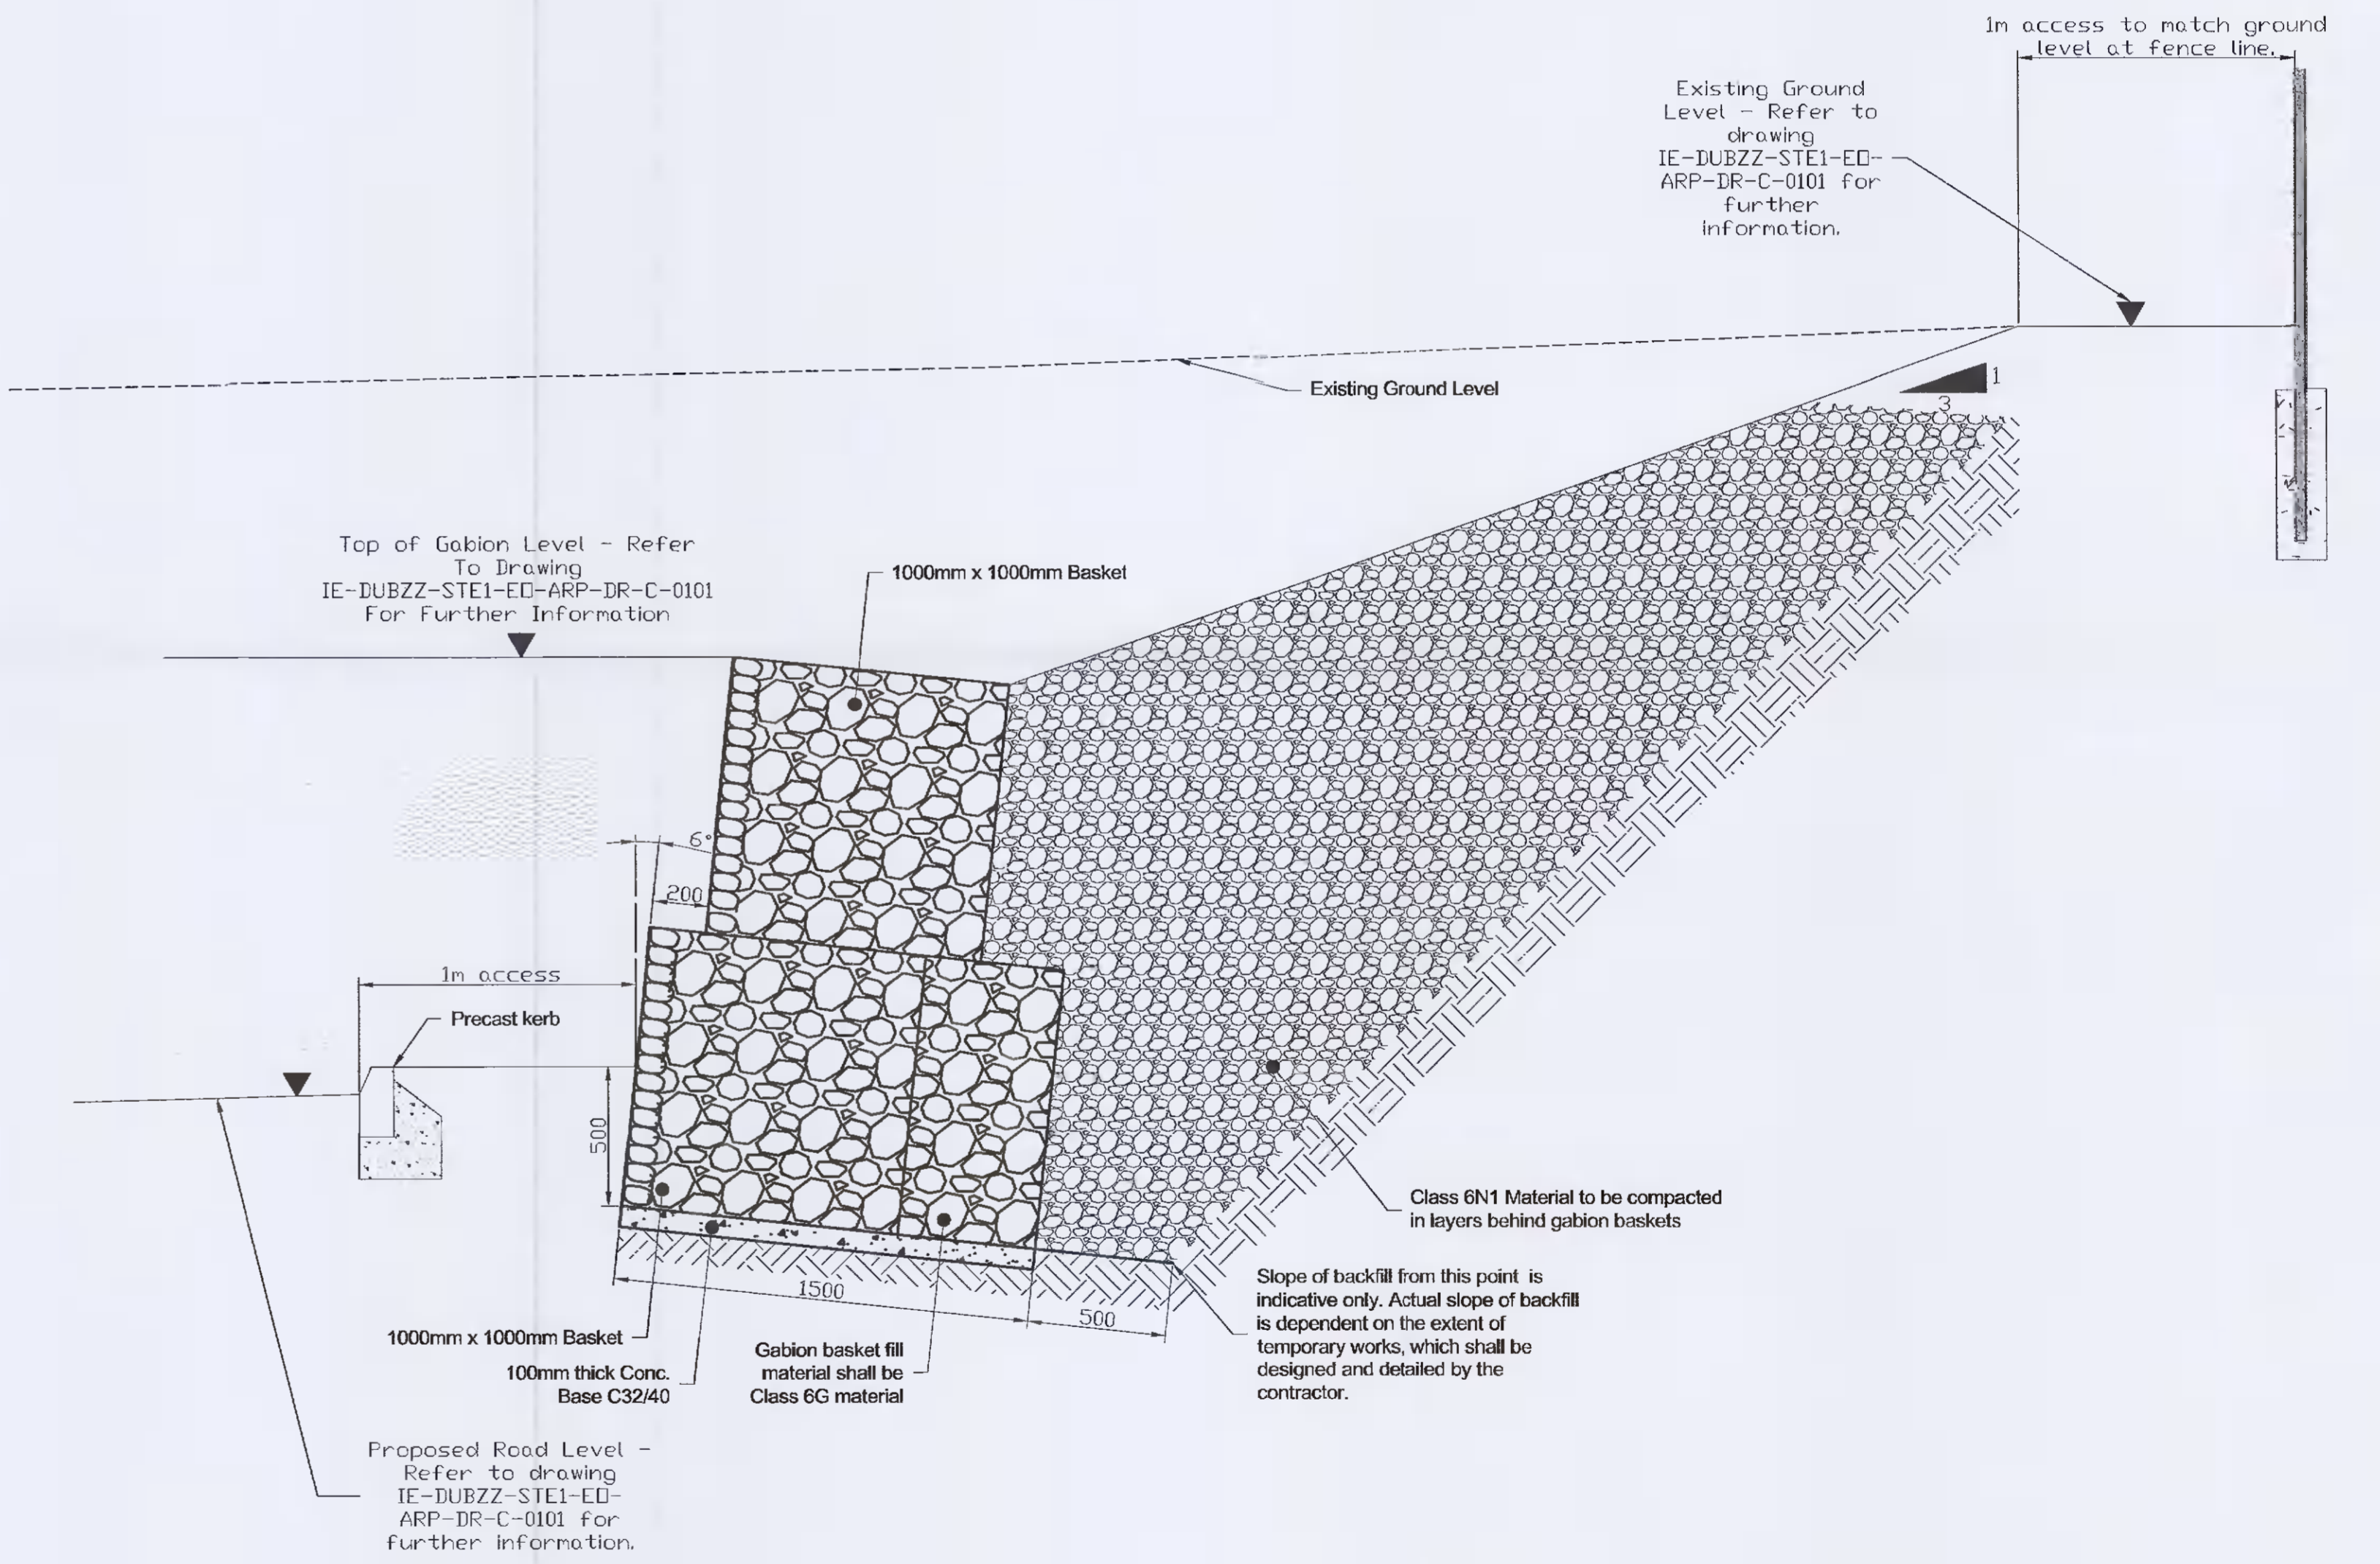 1m access to match ground
level at fence line.
Existing Ground
Level - Refer to
drawing
IE-DUBZZ-STE1-EO-
ARP-DR-C-0101 for
further
information.
1
3
Existing Ground Level
Top of Gabion Level - Refer
To Drawing
IE-DUBZZ-STE1-EO-ARP-DR-C-0101
For Further Information
1000mm x 1000mm Basket
6°
200
1m access
Precast kerb
500
1500
500
Class 6N1 Material to be compacted
in layers behind gabion baskets
Slope of backfill from this point is
indicative only. Actual slope of backfill
is dependent on the extent of
temporary works, which shall be
designed and detailed by the
contractor.
1000mm x 1000mm Basket
100mm thick Conc.
Base C32/40
Gabion basket fill
material shall be
Class 6G material
Proposed Road Level -
Refer to drawing
IE-DUBZZ-STE1-EO-
ARP-DR-C-0101 for
further information.